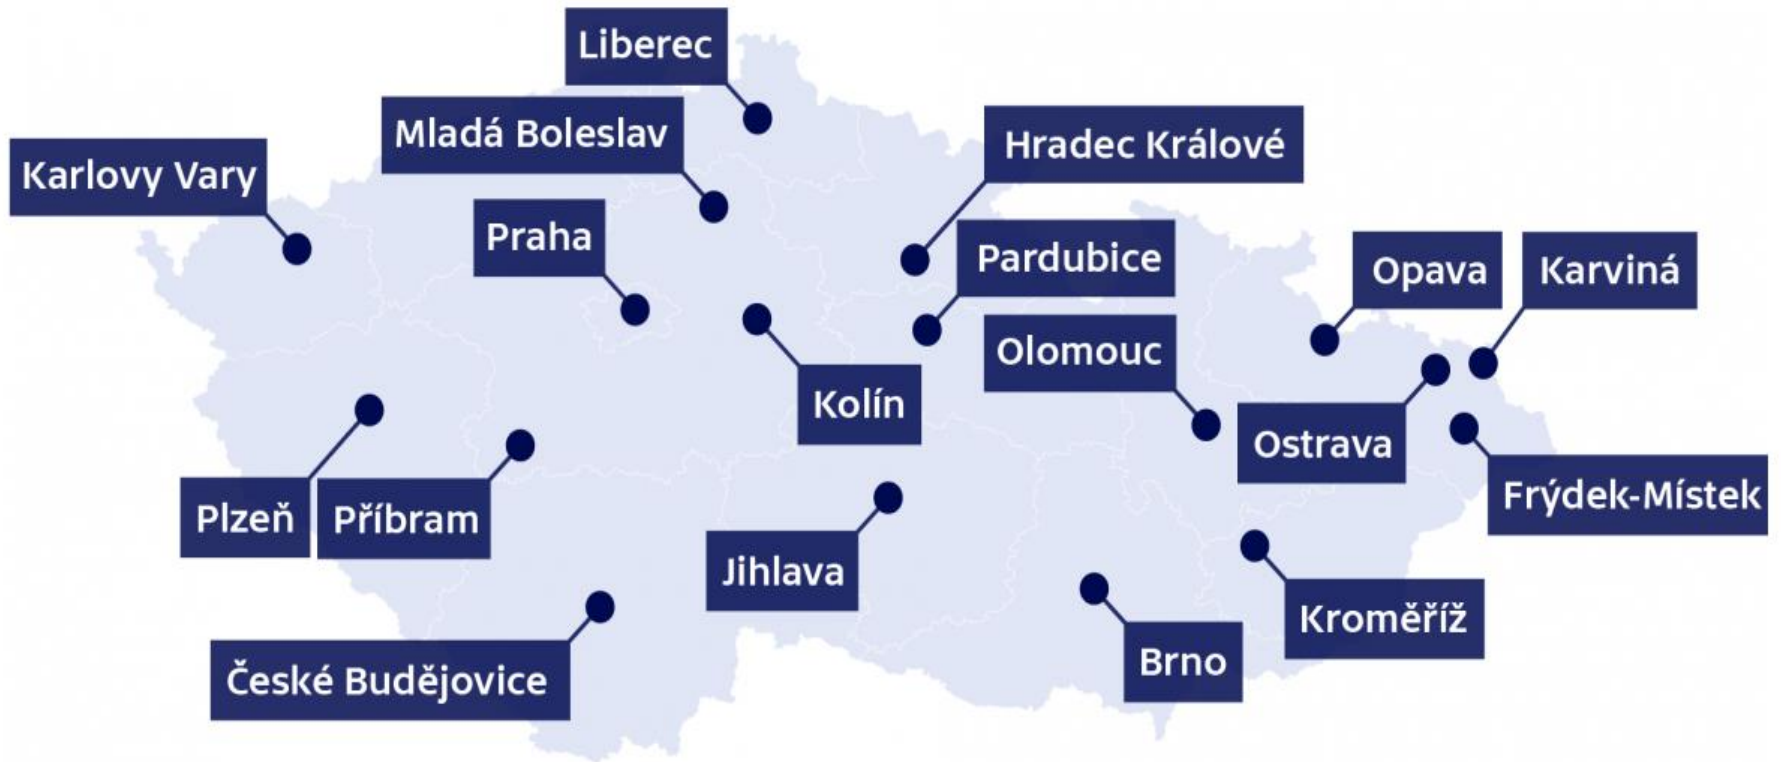 Liberec
Mladá Boleslav
Hradec Králové
Karlovy Vary
Praha
Pardubice
Opava
Karviná
Olomouc
Kolín
Ostrava
Frýdek-Místek
Plzeň
Příbram
Jihlava
Kroměříž
Brno
České Budějovice